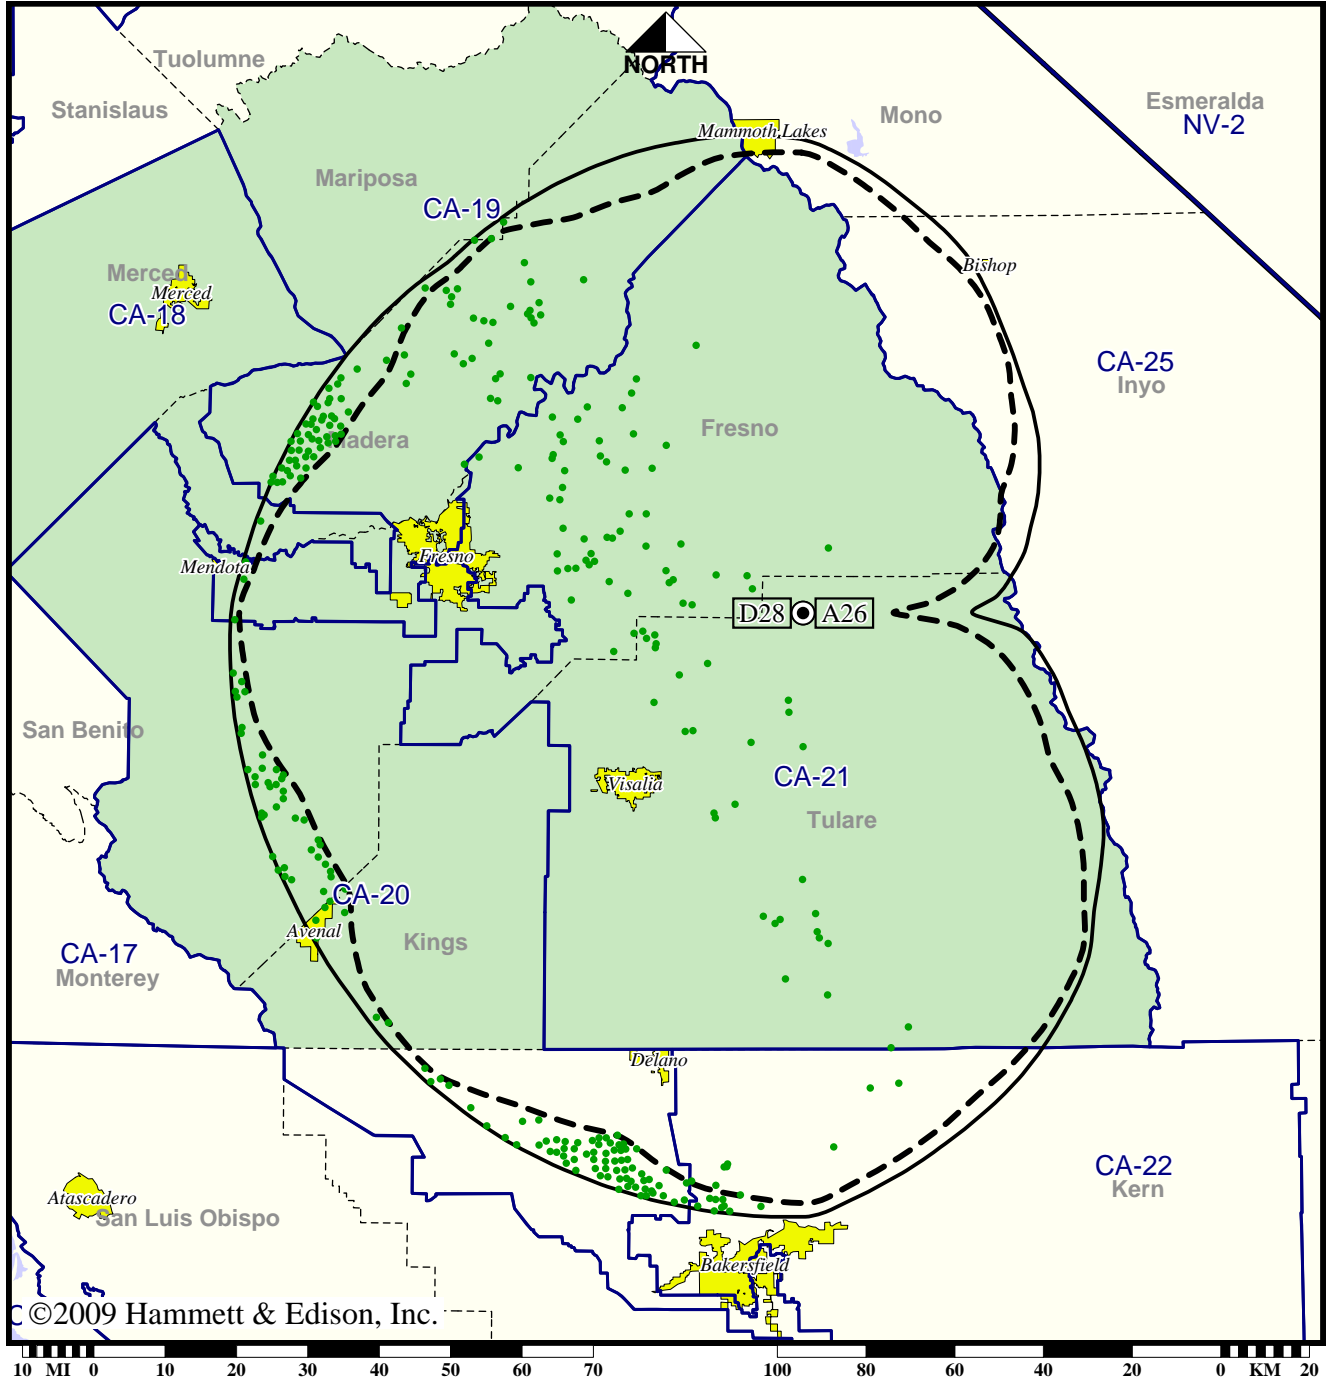 NORTH
Tuolumne
Stanislaus
Mono
Esmeralda
NV-2
Mammoth Lakes
Mariposa
CA-19
Merced
Merced
CA-18
Bishop
CA-25
Inyo
Madera
Fresno
Mendota
Fresno
D28 A26
San Benito
Visalia
CA-21
Tulare
CA-20
Avenal
Kings
CA-17
Monterey
Delano
CA-22
Kern
Atascadero
San Luis Obispo
Bakersfield
©2009 Hammett & Edison, Inc.
10 MI 0 10 20 30 40 50 60 70 100 80 60 40 20 0 KM 20